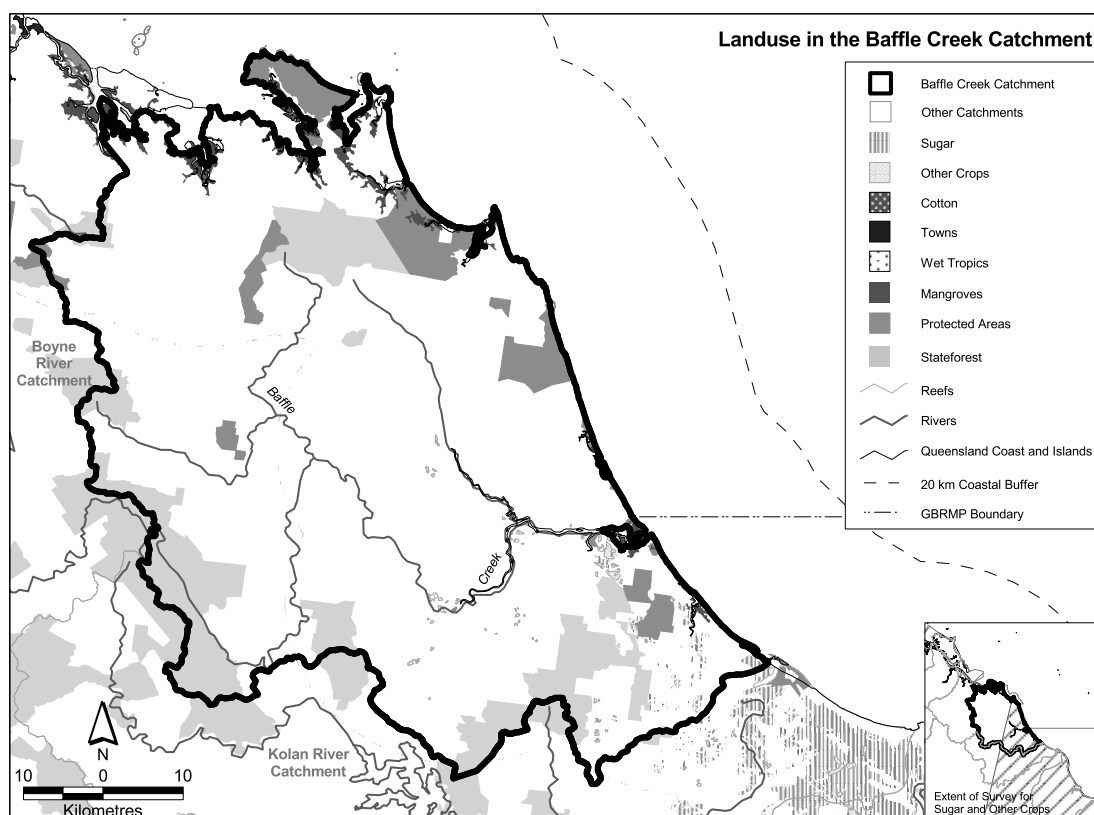 Landuse in the Baffle Creek Catchment
Baffle Creek Catchment
Other Catchments
Sugar
Other Crops
Cotton
Towns
Wet Tropics
Mangroves
Protected Areas
Stateforest
Reefs
Rivers
Queensland Coast and Islands
20 km Coastal Buffer
GBRMP Boundary
Boyne
River
Catchment
Baffle
Creek
Kolan River
Catchment
N
10 0 10
Kilometres
Extent of Survey for
Sugar and Other Crops